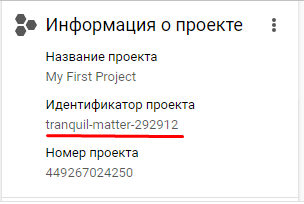 Информация о проекте
Название проекта
My First Project
Идентификатор проекта
tranquil-matter-292912
Номер проекта
449267024250